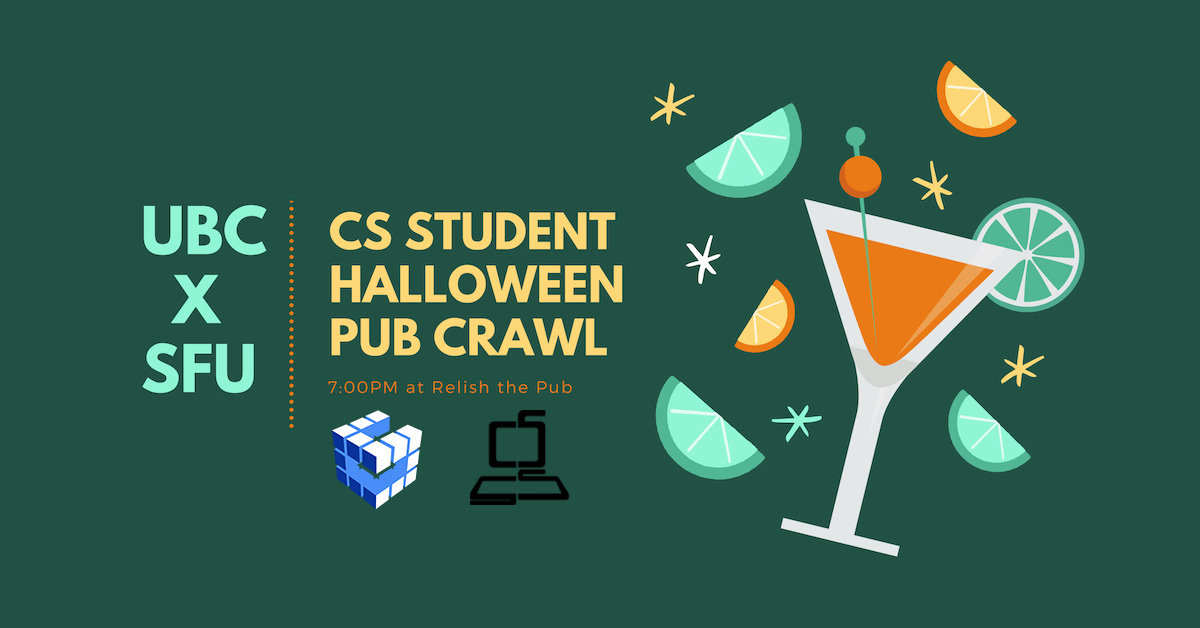 UBC
X
SFU
CS STUDENT
HALLOWEEN
PUB CRAWL
7:00PM at Relish the Pub